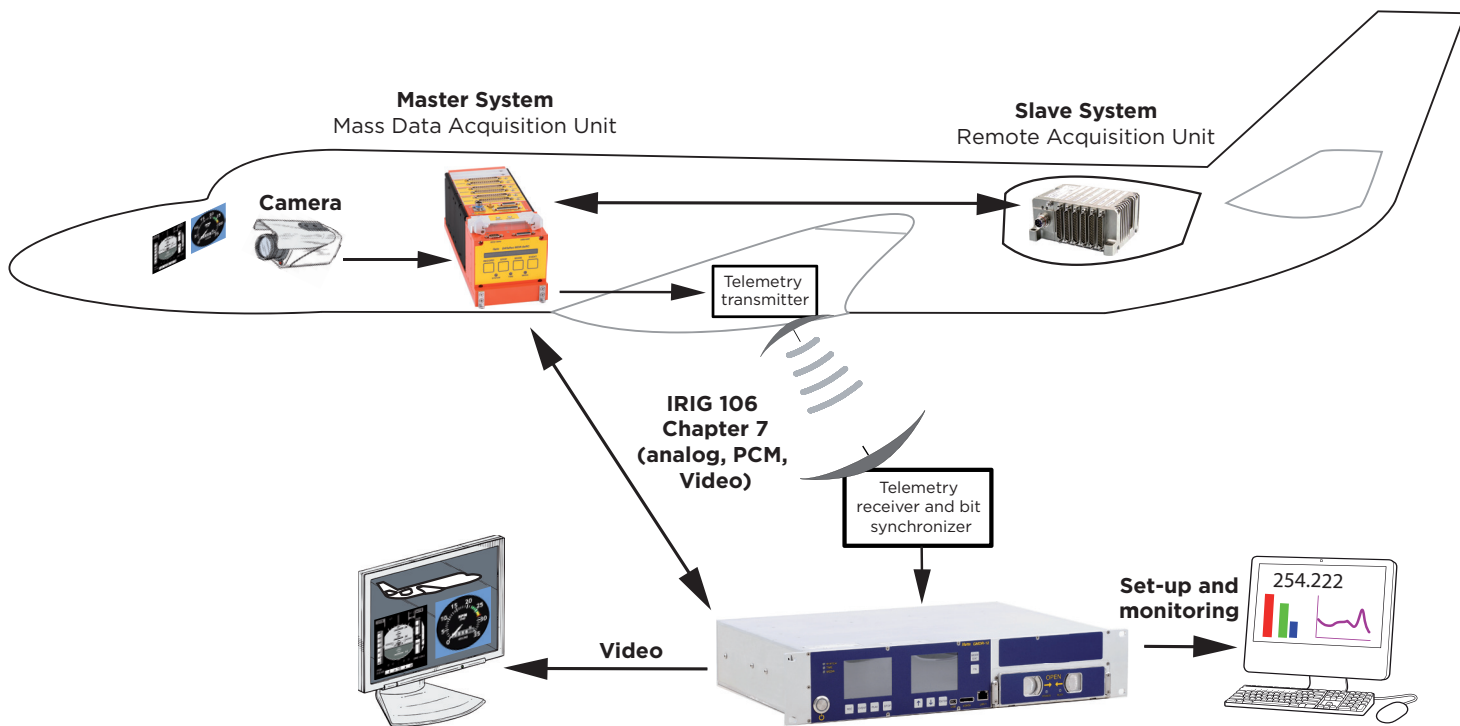 Master System
Mass Data Acquisition Unit
Slave System
Remote Acquisition Unit
Camera
Telemetry
transmitter
IRIG 106
Chapter 7
(analog, PCM,
Video)
Telemetry
receiver and bit
synchronizer
Set-up and
monitoring
254.222
Video
OPEN